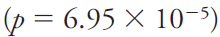 (p = 6.95 × 10⁻⁵)